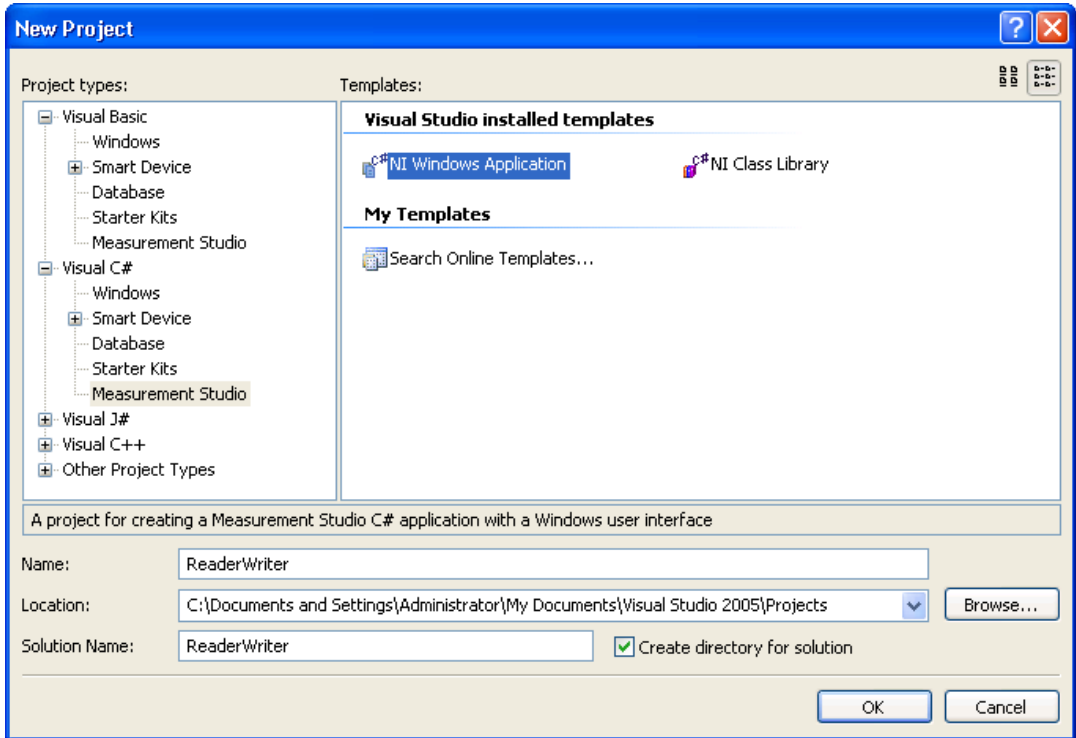 New Project
Project types:
Templates:
Visual Basic
Windows
Smart Device
Database
Starter Kits
Measurement Studio
Visual C#
Windows
Smart Device
Database
Starter Kits
Measurement Studio
Visual J#
Visual C++
Other Project Types
Visual Studio installed templates
NI Windows Application
NI Class Library
My Templates
Search Online Templates...
A project for creating a Measurement Studio C# application with a Windows user interface
Name: ReaderWriter
Location: C:\Documents and Settings\Administrator\My Documents\Visual Studio 2005\Projects Browse...
Solution Name: ReaderWriter Create directory for solution
OK Cancel